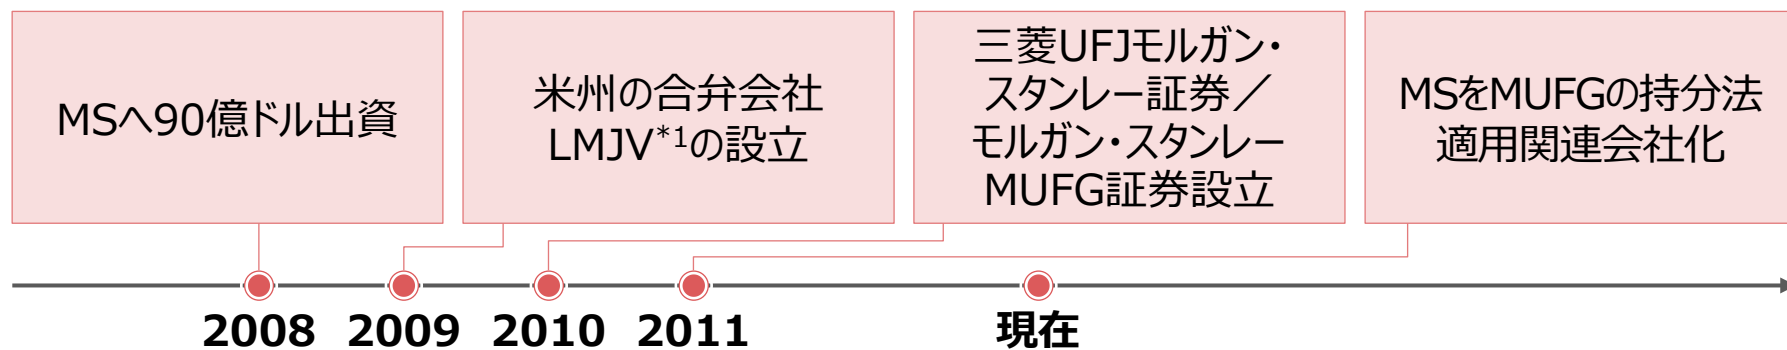 MSへ90億ドル出資
米州の合弁会社
LMJV*1の設立
三菱UFJモルガン・
スタンレー証券／
モルガン・スタンレー
MUFG証券設立
MSをMUFGの持分法
適用関連会社化
2008 2009 2010 2011 現在